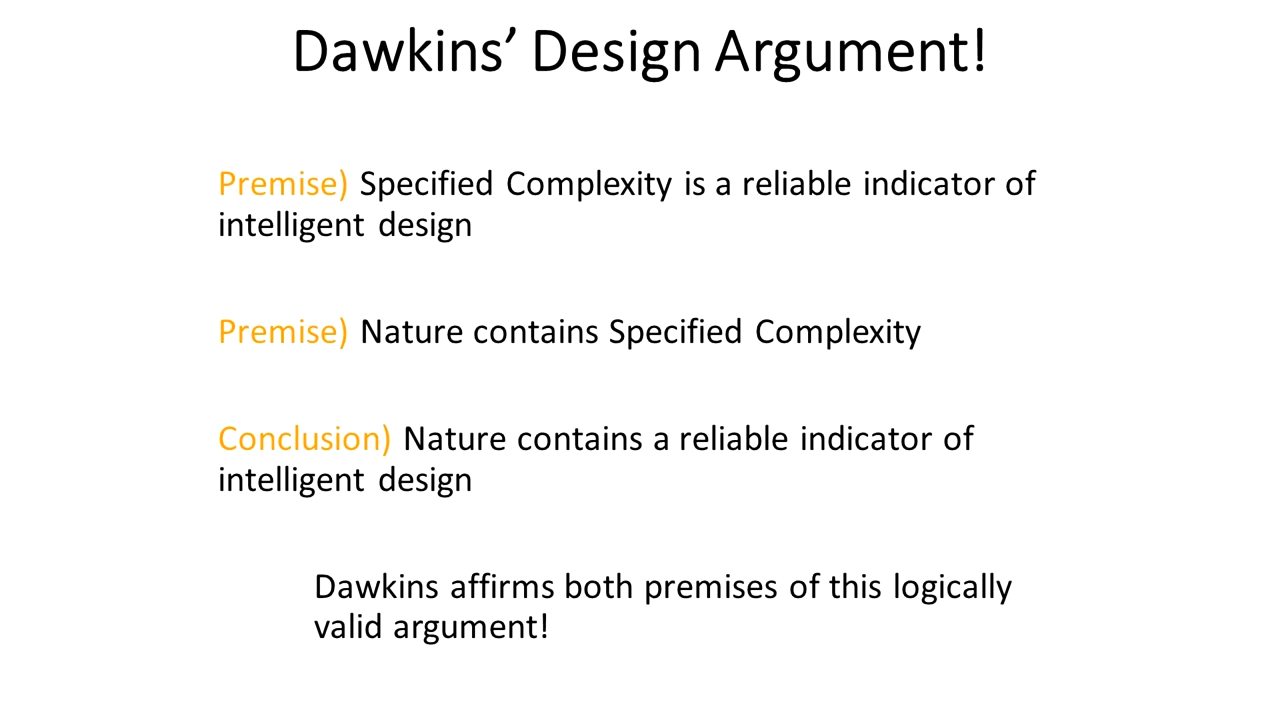 Dawkins’ Design Argument!
Premise) Specified Complexity is a reliable indicator of
intelligent design
Premise) Nature contains Specified Complexity
Conclusion) Nature contains a reliable indicator of
intelligent design
Dawkins affirms both premises of this logically
valid argument!